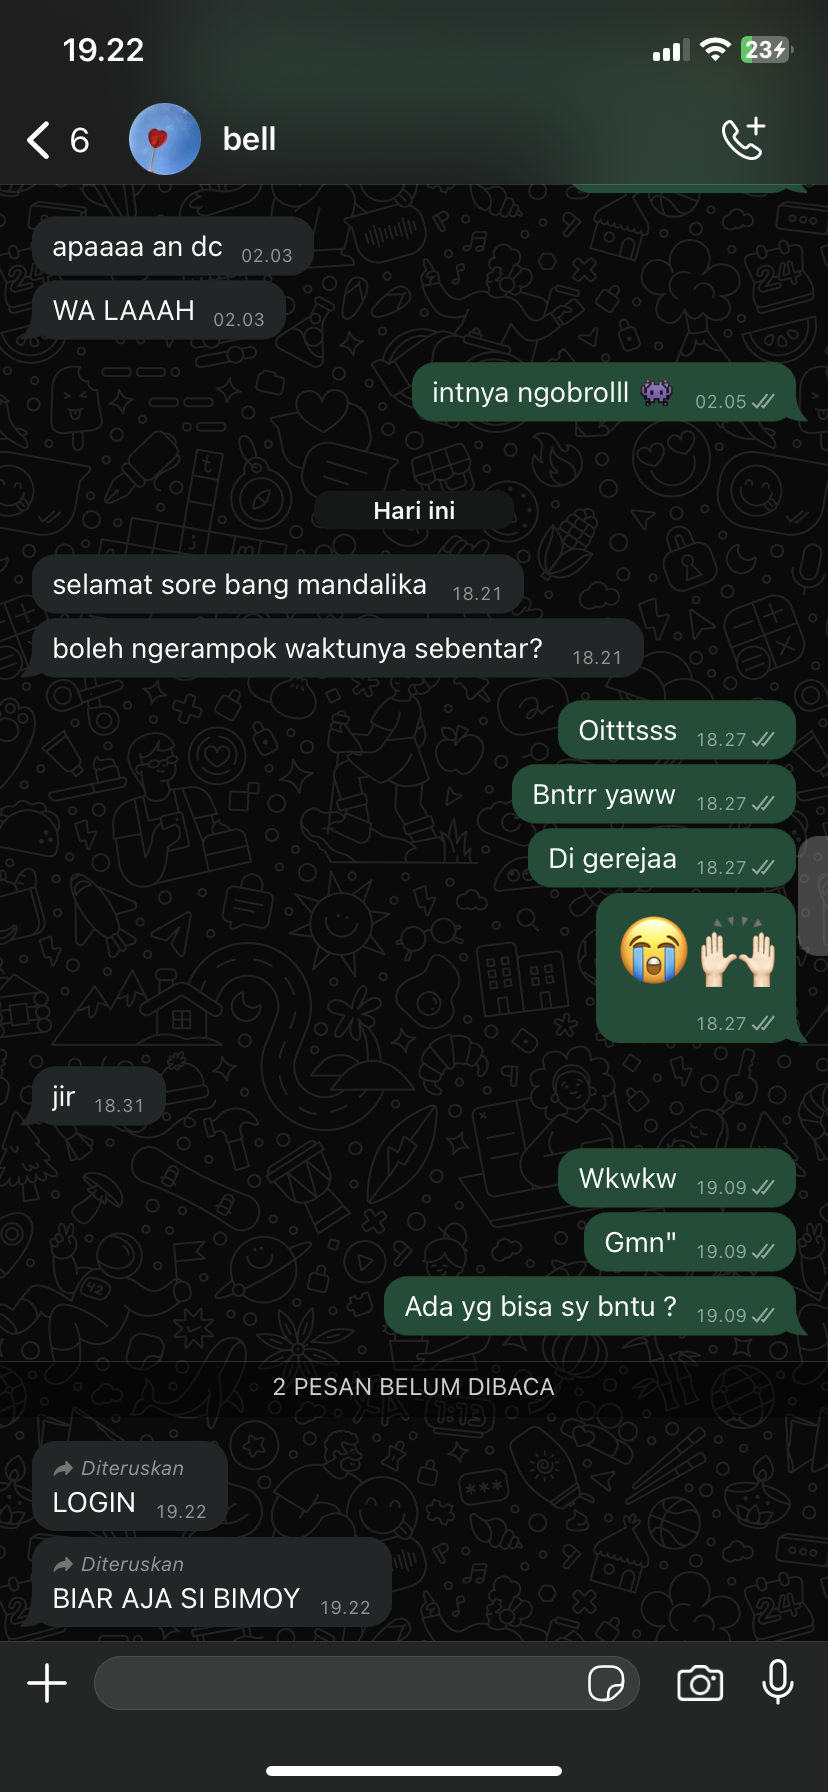 19.22
23
6
bell
apaaaa an dc 02.03
WA LAAAH 02.03
intnya ngobrolll 👾 02.05
Hari ini
selamat sore bang mandalika 18.21
boleh ngerampok waktunya sebentar? 18.21
Oitttsss 18.27
Bntrr yaww 18.27
Di gerejaa 18.27
😭🙌🏻
18.27
jir 18.31
Wkwkw 19.09
Gmn" 19.09
Ada yg bisa sy bntu ? 19.09
2 PESAN BELUM DIBACA
Diteruskan
LOGIN 19.22
Diteruskan
BIAR AJA SI BIMOY 19.22